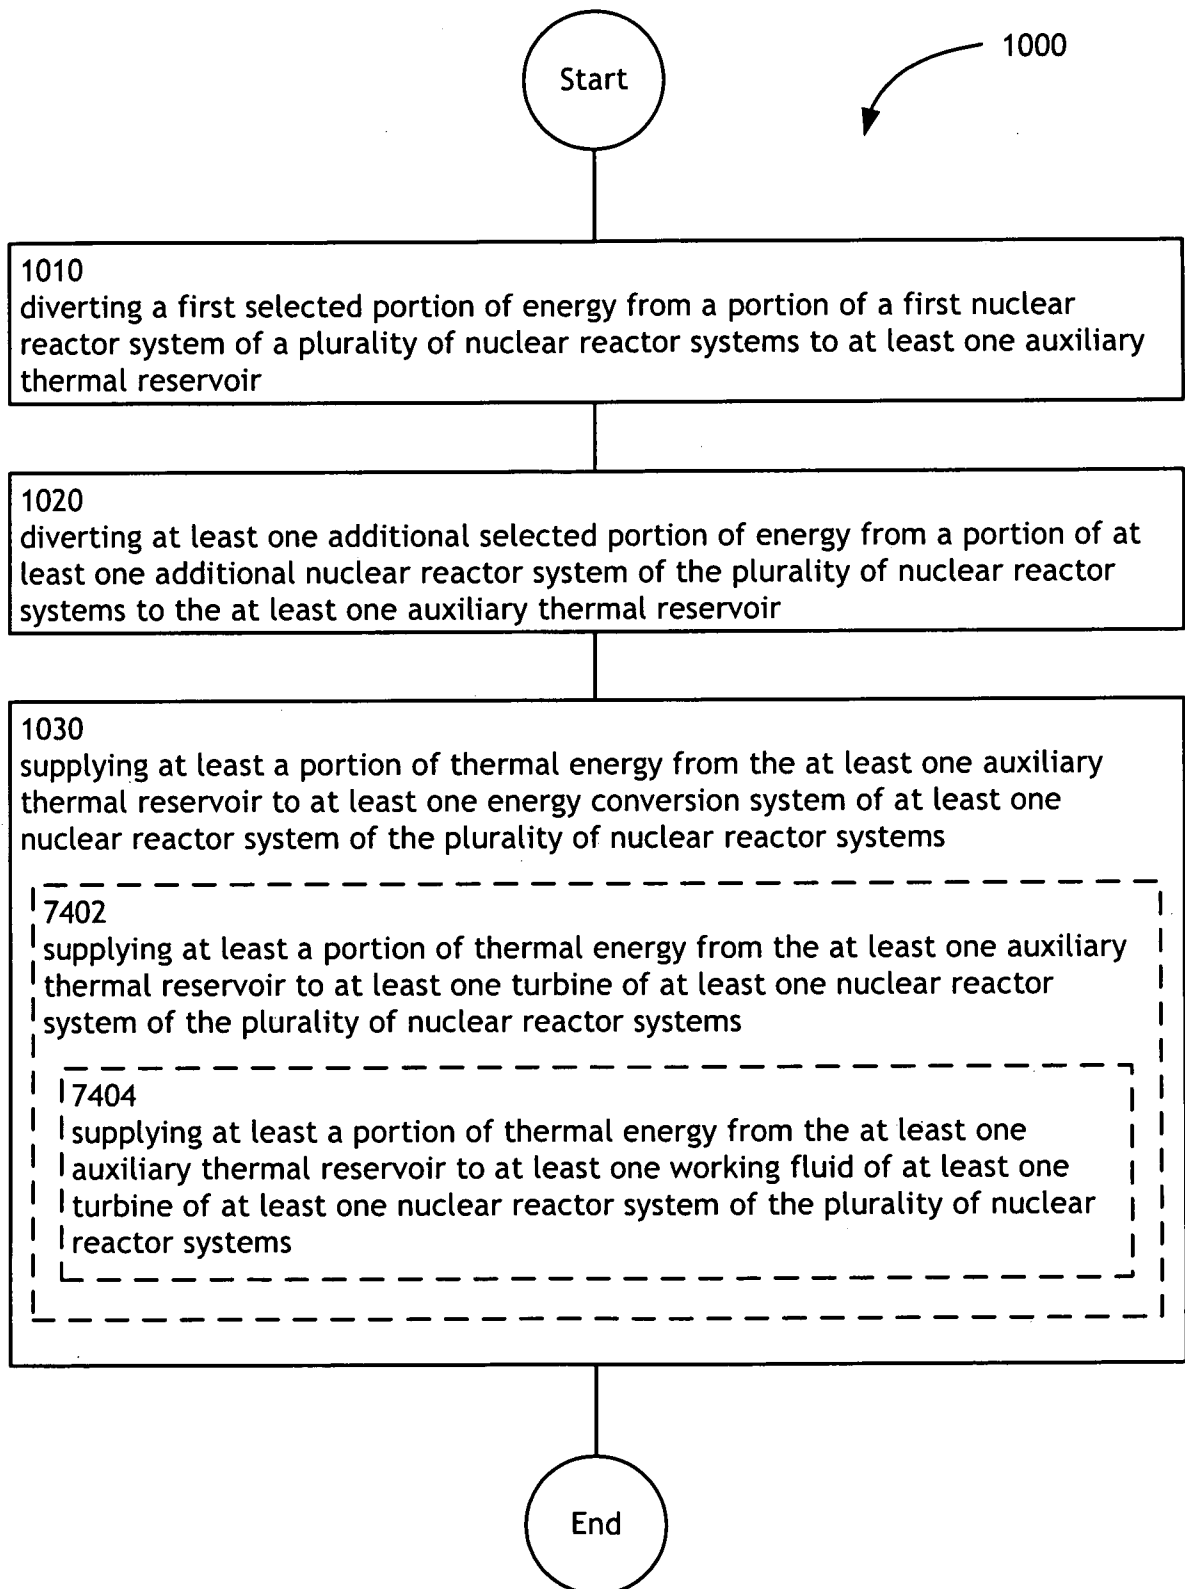 Start
1000
1010
diverting a first selected portion of energy from a portion of a first nuclear
reactor system of a plurality of nuclear reactor systems to at least one auxiliary
thermal reservoir
1020
diverting at least one additional selected portion of energy from a portion of at
least one additional nuclear reactor system of the plurality of nuclear reactor
systems to the at least one auxiliary thermal reservoir
1030
supplying at least a portion of thermal energy from the at least one auxiliary
thermal reservoir to at least one energy conversion system of at least one
nuclear reactor system of the plurality of nuclear reactor systems
7402
supplying at least a portion of thermal energy from the at least one auxiliary
thermal reservoir to at least one turbine of at least one nuclear reactor
system of the plurality of nuclear reactor systems
7404
supplying at least a portion of thermal energy from the at least one
auxiliary thermal reservoir to at least one working fluid of at least one
turbine of at least one nuclear reactor system of the plurality of nuclear
reactor systems
End